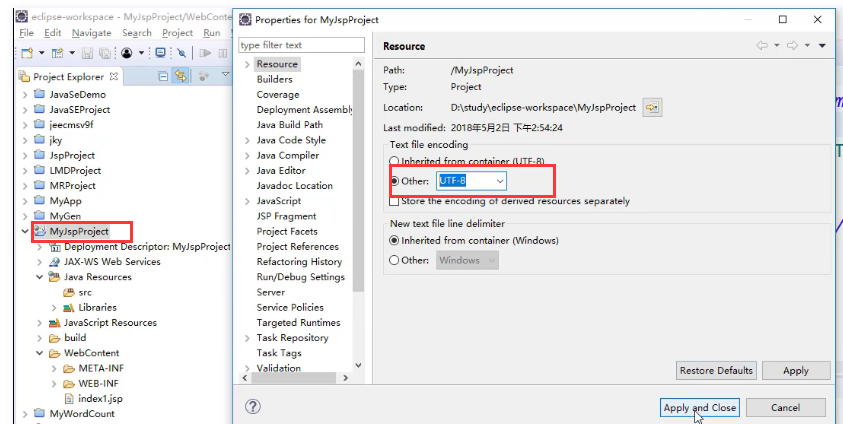 eclipse-workspace - MyJspProject/WebConte
File Edit Navigate Search Project Run
Project Explorer
JavaSeDemo
JavaSEProject
jeecmsv9f
jky
JspProject
LMDProject
MRProject
MyApp
MyGen
MyJspProject
Deployment Descriptor: MyJspProject
JAX-WS Web Services
Java Resources
src
Libraries
JavaScript Resources
build
WebContent
META-INF
WEB-INF
index1.jsp
MyWordCount
Properties for MyJspProject
type filter text
Resource
Builders
Coverage
Deployment Assembly
Java Build Path
Java Code Style
Java Compiler
Java Editor
Javadoc Location
JavaScript
JSP Fragment
Project Facets
Project References
Refactoring History
Run/Debug Settings
Server
Service Policies
Targeted Runtimes
Task Repository
Task Tags
Validation
Resource
Path: /MyJspProject
Type: Project
Location: D:\study\eclipse-workspace\MyJspProject
Last modified: 2018年5月2日 下午2:54:24
Text file encoding
Inherited from container (UTF-8)
Other: UTF-8
Store the encoding of derived resources separately
New text file line delimiter
Inherited from container (Windows)
Other: Windows
Restore Defaults Apply
Apply and Close Cancel